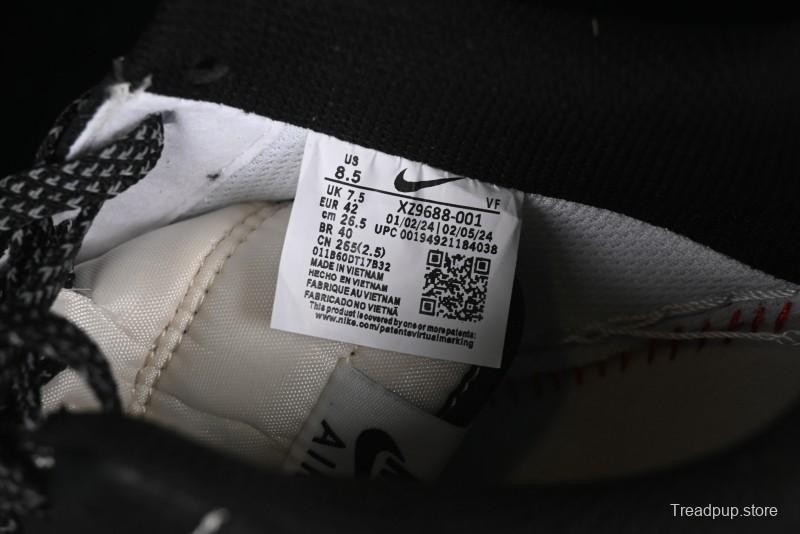 US
8.5
VF
UK 7.5
XZ9688-001
EUR 42
01/02/24 | 02/05/24
cm 26.5
UPC 00194921184038
BR 40
CN 265(2.5)
011B60DT17B32
MADE IN VIETNAM
HECHO EN VIETNAM
FABRIQUE AU VIETNAM
FABRICADO NO VIETNÃ
This product is covered by one or more patents:
www.nike.com/patentsvirtualmarking
AIR
Treadpup.store